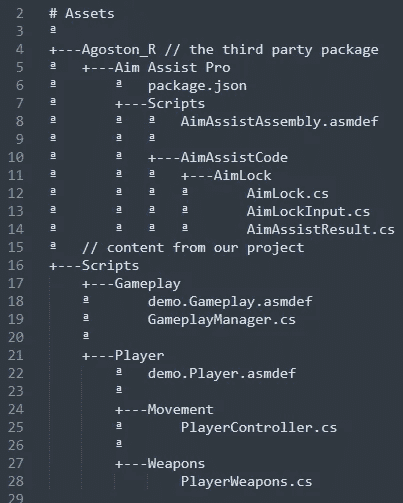 2 # Assets
3 ª
4 +---Agoston_R // the third party package
5 ª   +---Aim Assist Pro
6 ª       ª   package.json
7 ª       +---Scripts
8 ª       ª   ª   AimAssistAssembly.asmdef
9 ª       ª   ª
10 ª       ª   +---AimAssistCode
11 ª       ª   ª   +---AimLock
12 ª       ª   ª   ª       AimLock.cs
13 ª       ª   ª   ª       AimLockInput.cs
14 ª       ª   ª   ª       AimAssistResult.cs
15 ª   // content from our project
16 +---Scripts
17     +---Gameplay
18     ª       demo.Gameplay.asmdef
19     ª       GameplayManager.cs
20     ª
21     +---Player
22         ª   demo.Player.asmdef
23         ª
24         +---Movement
25         ª       PlayerController.cs
26         ª
27         +---Weapons
28                 PlayerWeapons.cs
29